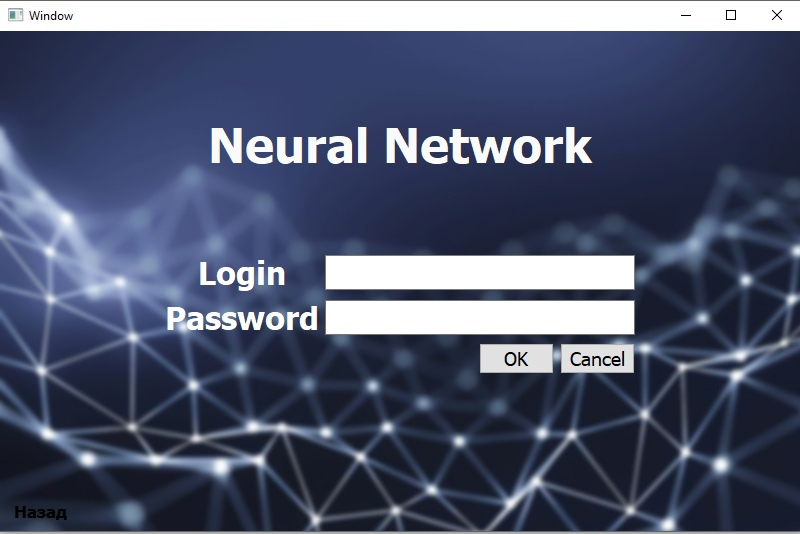 Window
Neural Network
Login
Password
OK Cancel
Назад